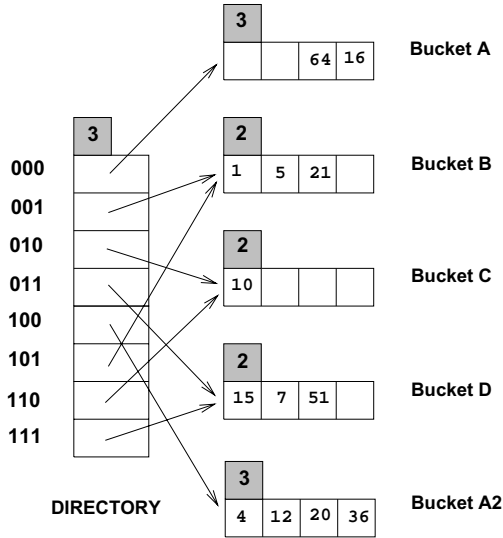 3
64 16
Bucket A
3
2
000
1 5 21
Bucket B
001
010
2
10
Bucket C
011
100
101
2
110
15 7 51
Bucket D
111
3
DIRECTORY
4 12 20 36
Bucket A2